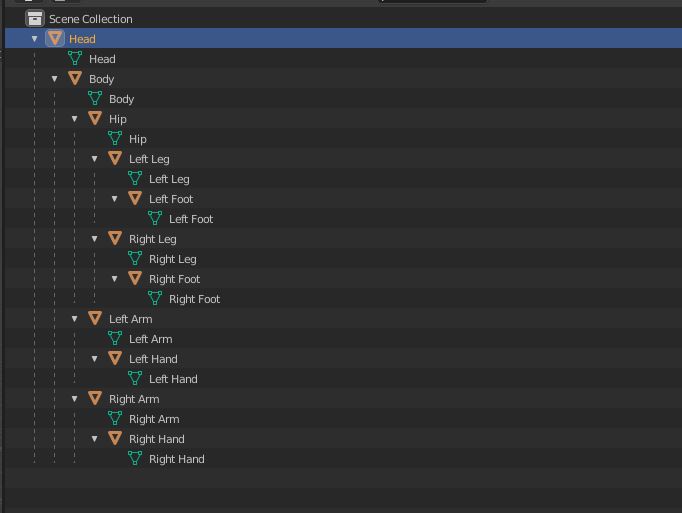 Scene Collection
Head
Head
Body
Body
Hip
Hip
Left Leg
Left Leg
Left Foot
Left Foot
Right Leg
Right Leg
Right Foot
Right Foot
Left Arm
Left Arm
Left Hand
Left Hand
Right Arm
Right Arm
Right Hand
Right Hand